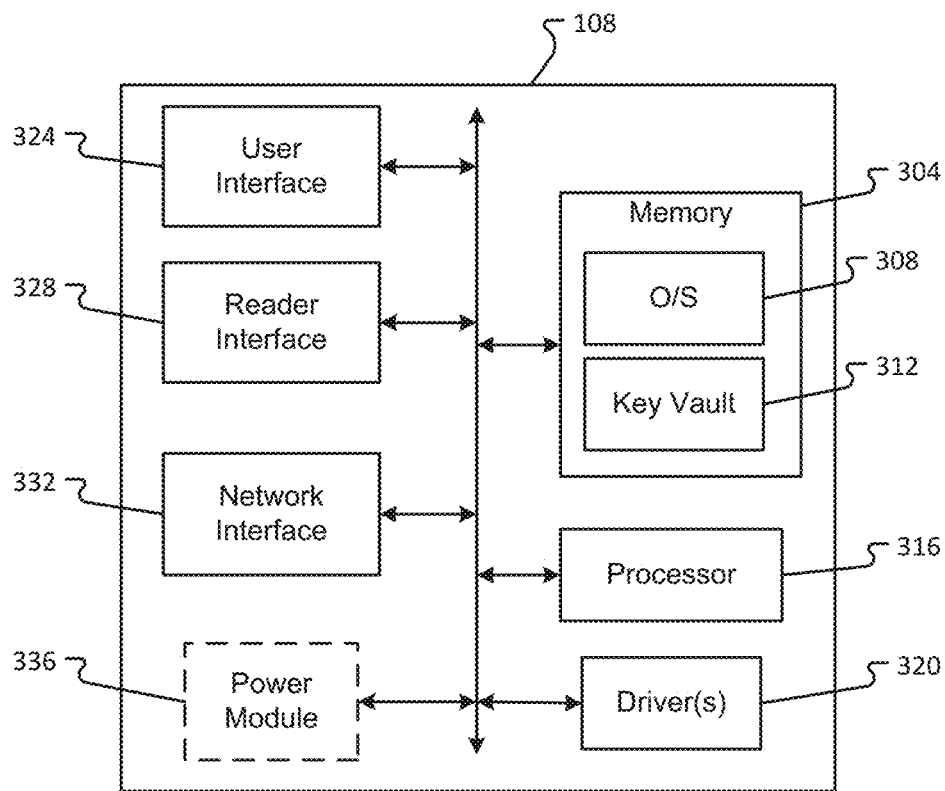 108
324
User
Interface
304
Memory
308
O/S
328
Reader
Interface
312
Key Vault
332
Network
Interface
316
Processor
336
Power
Module
320
Driver(s)